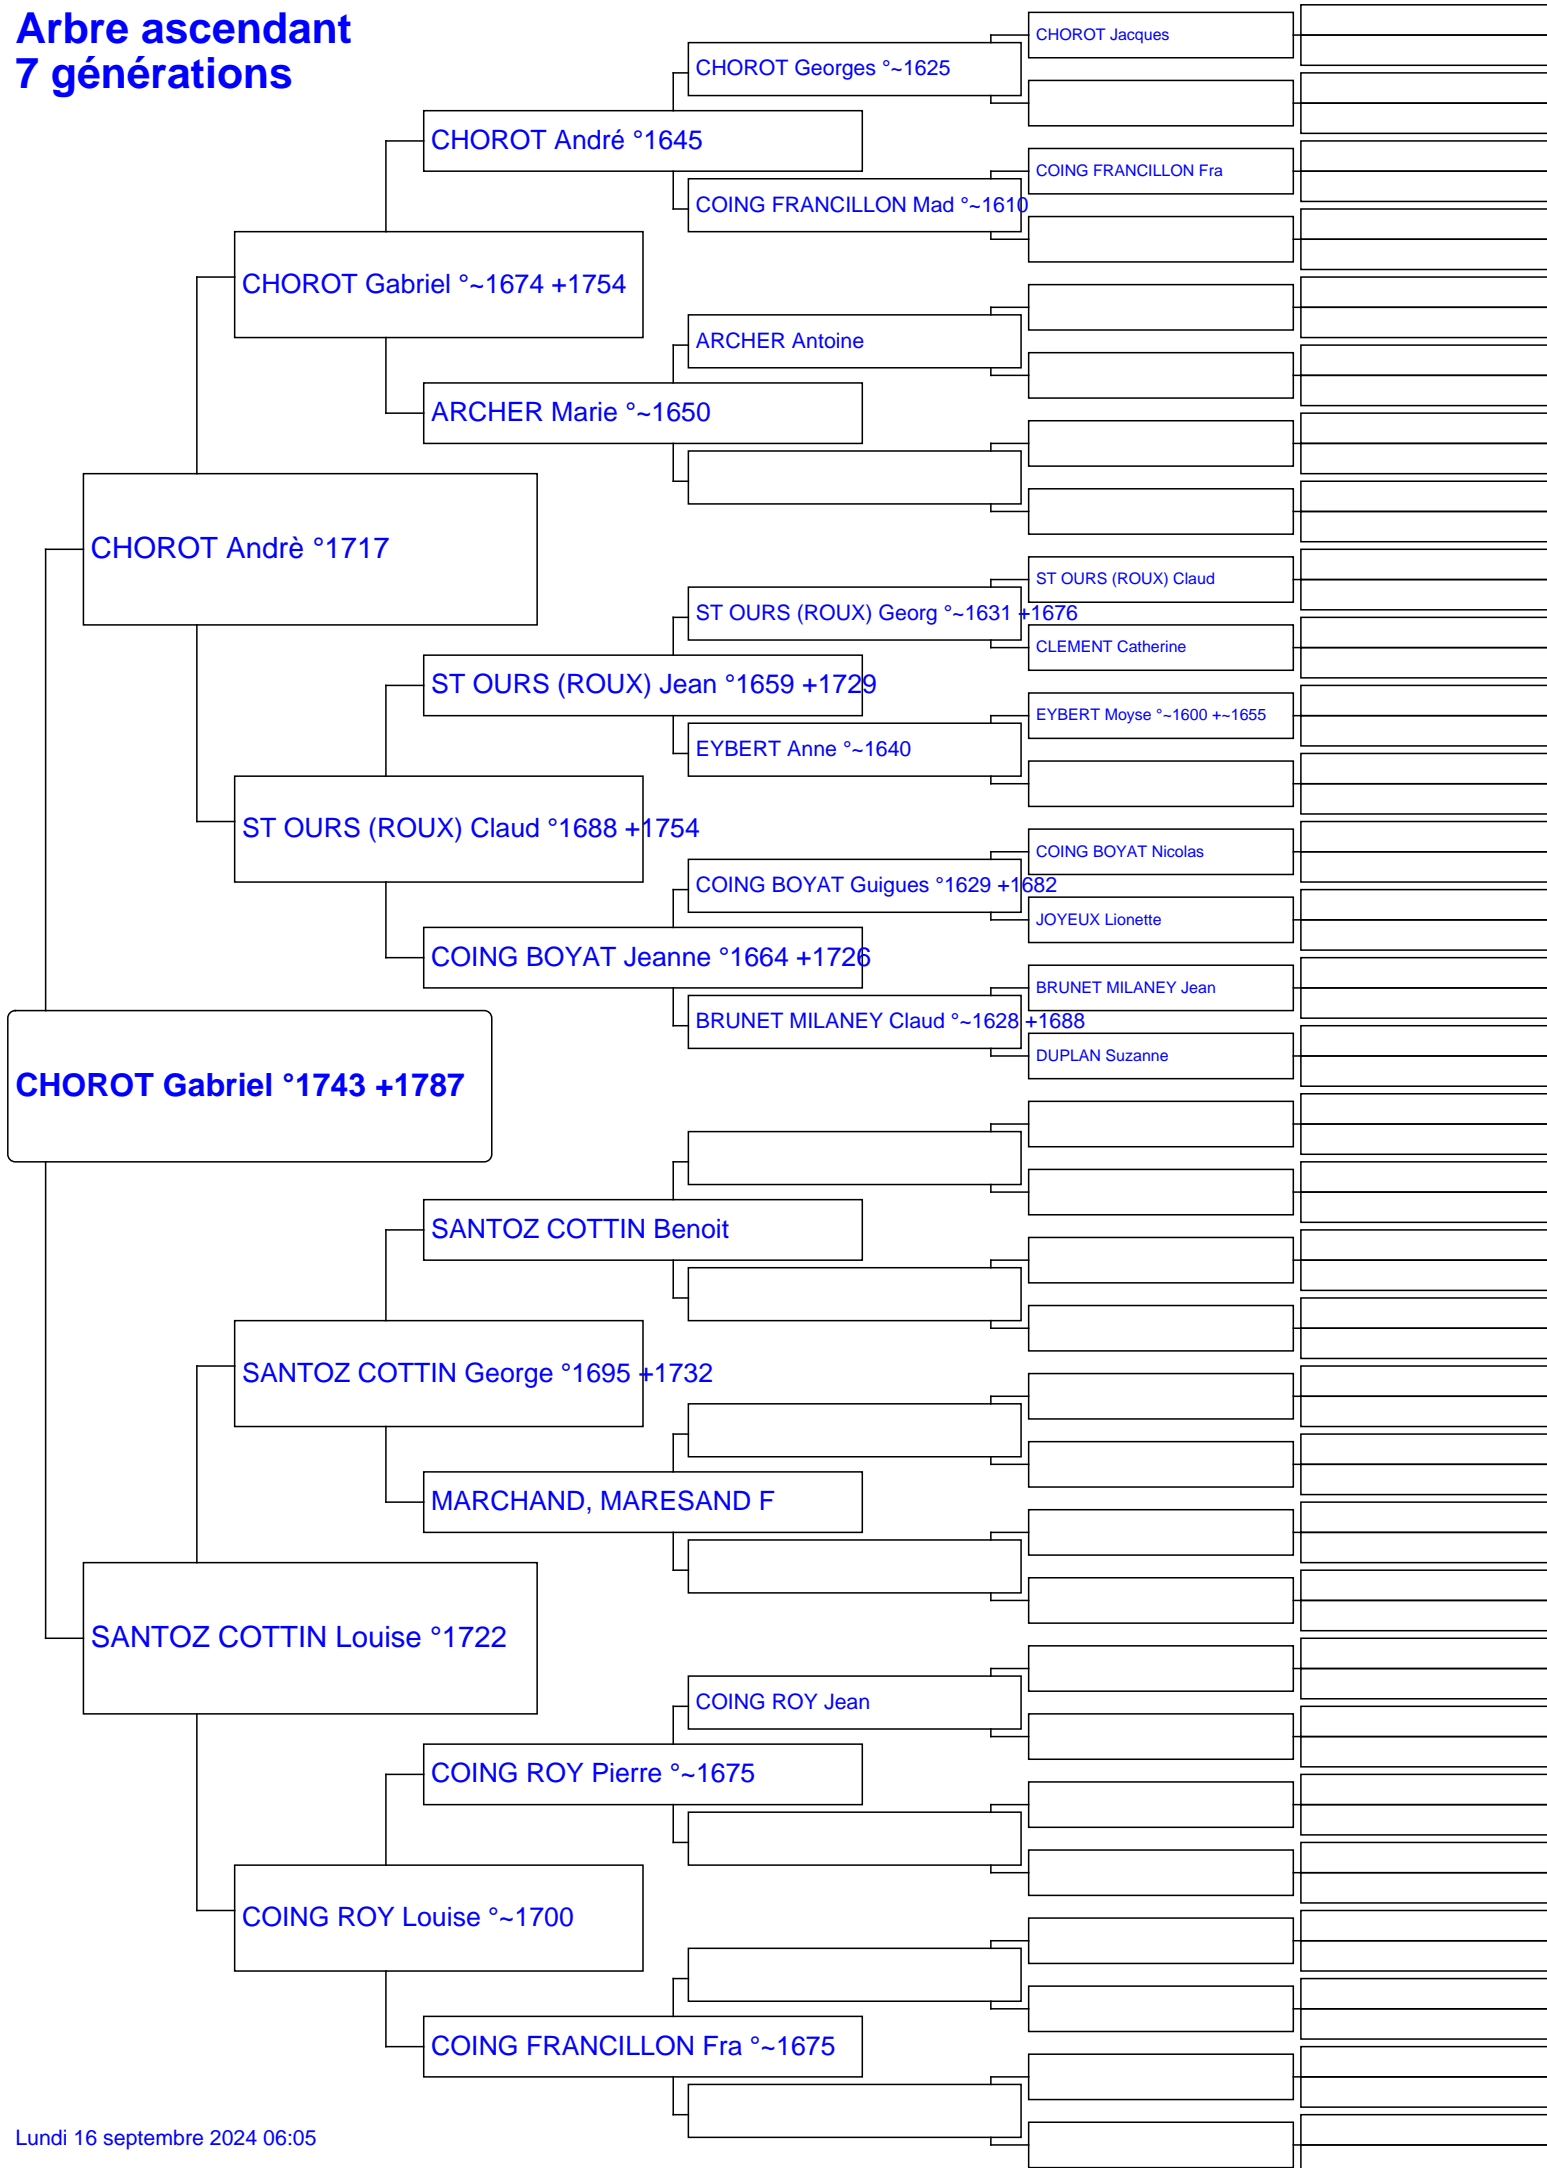 Arbre ascendant
7 générations
CHOROT Jacques
CHOROT Georges °~1625
CHOROT André °1645
COING FRANCILLON Fra
COING FRANCILLON Mad °~1610
CHOROT Gabriel °~1674 +1754
ARCHER Antoine
ARCHER Marie °~1650
CHOROT Andrè °1717
ST OURS (ROUX) Claud
ST OURS (ROUX) Georg °~1631 +1676
CLEMENT Catherine
ST OURS (ROUX) Jean °1659 +1729
EYBERT Moyse °~1600 +~1655
EYBERT Anne °~1640
ST OURS (ROUX) Claud °1688 +1754
COING BOYAT Nicolas
COING BOYAT Guigues °1629 +1682
JOYEUX Lionette
COING BOYAT Jeanne °1664 +1726
BRUNET MILANEY Jean
BRUNET MILANEY Claud °~1628 +1688
DUPLAN Suzanne
CHOROT Gabriel °1743 +1787
SANTOZ COTTIN Benoit
SANTOZ COTTIN George °1695 +1732
MARCHAND, MARESAND F
SANTOZ COTTIN Louise °1722
COING ROY Jean
COING ROY Pierre °~1675
COING ROY Louise °~1700
COING FRANCILLON Fra °~1675
Lundi 16 septembre 2024 06:05